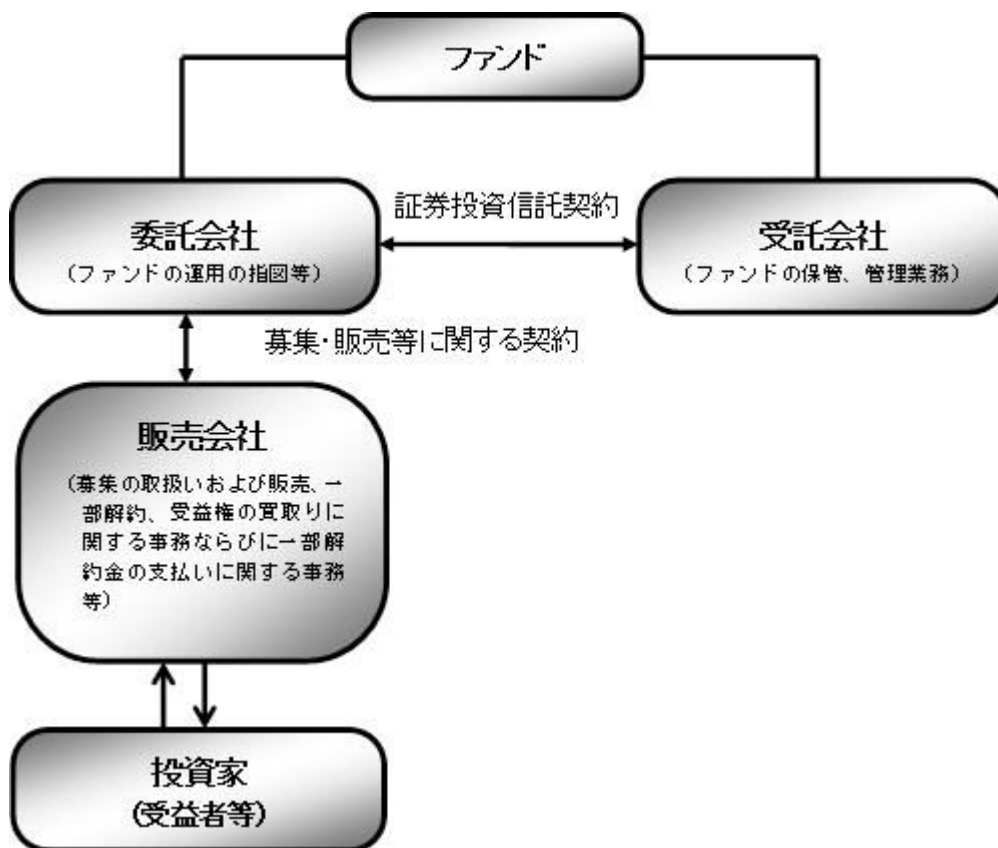 ファンド
証券投資信託契約
委託会社
(ファンドの運用の指図等)
受託会社
(ファンドの保管、管理業務)
募集・販売等に関する契約
販売会社
(募集の取扱いおよび販売、一
部解約、受益権の買取りに
関する事務ならびに一部解
約金の支払いに関する事務
等)
投資家
(受益者等)